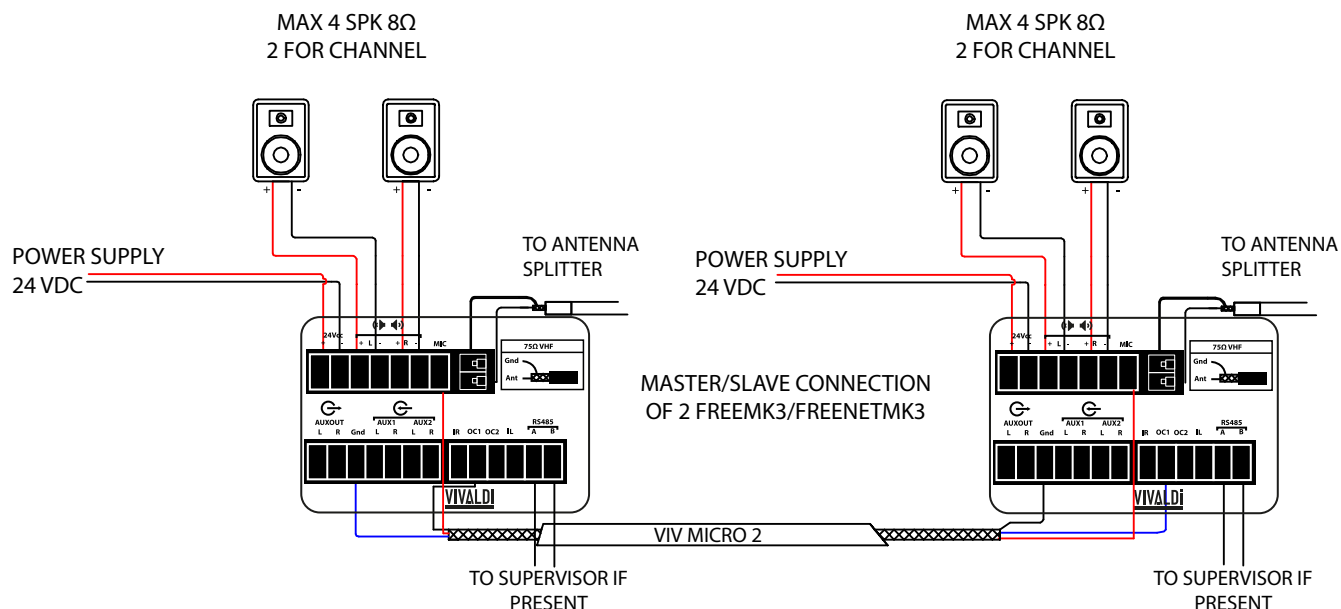 MAX 4 SPK 8Ω
2 FOR CHANNEL
MAX 4 SPK 8Ω
2 FOR CHANNEL
+ - + -
+ - + -
POWER SUPPLY
24 VDC
TO ANTENNA
SPLITTER
POWER SUPPLY
24 VDC
TO ANTENNA
SPLITTER
24Vcc
+ - + L - + R - MIC
75Ω VHF
Gnd
Ant
24Vcc
+ - + L - + R - MIC
75Ω VHF
Gnd
Ant
MASTER/SLAVE CONNECTION
OF 2 FREEMK3/FREENETMK3
AUXOUT AUX1 AUX2 RS485
L R Gnd L R L R IR OC1 OC2 IL A B
AUXOUT AUX1 AUX2 RS485
L R Gnd L R L R IR OC1 OC2 IL A B
VIVALDI
VIVALDi
VIV MICRO 2
TO SUPERVISOR IF
PRESENT
TO SUPERVISOR IF
PRESENT